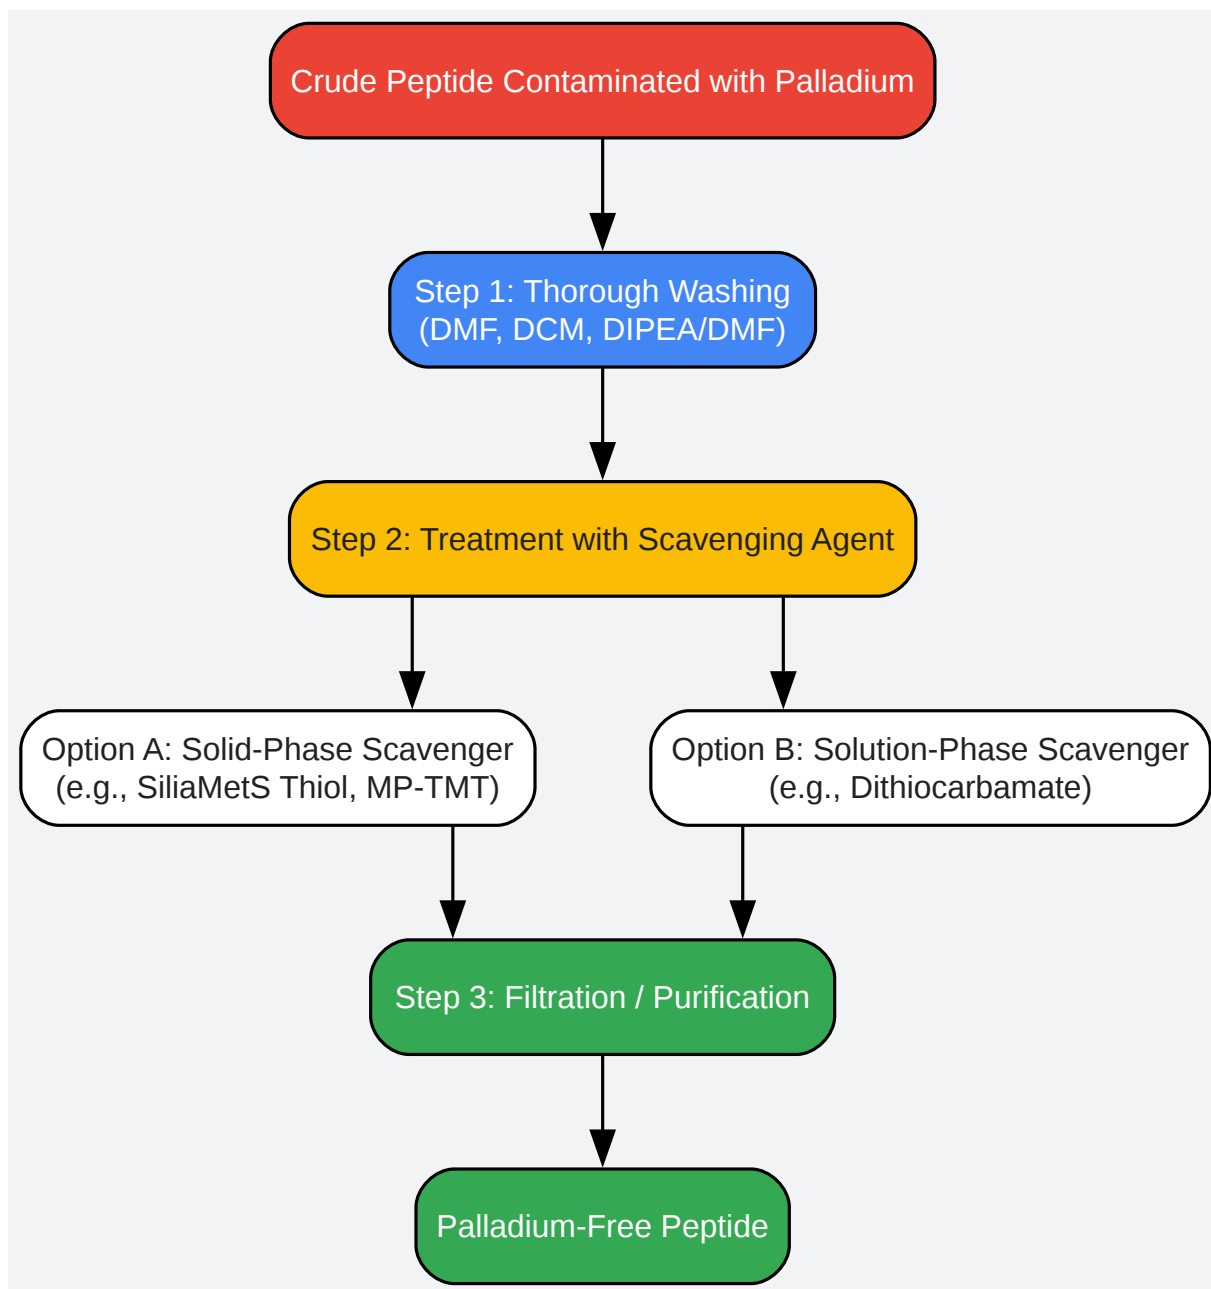 Crude Peptide Contaminated with Palladium
Step 1: Thorough Washing
(DMF, DCM, DIPEA/DMF)
Step 2: Treatment with Scavenging Agent
Option A: Solid-Phase Scavenger
(e.g., SiliaMetS Thiol, MP-TMT)
Option B: Solution-Phase Scavenger
(e.g., Dithiocarbamate)
Step 3: Filtration / Purification
Palladium-Free Peptide